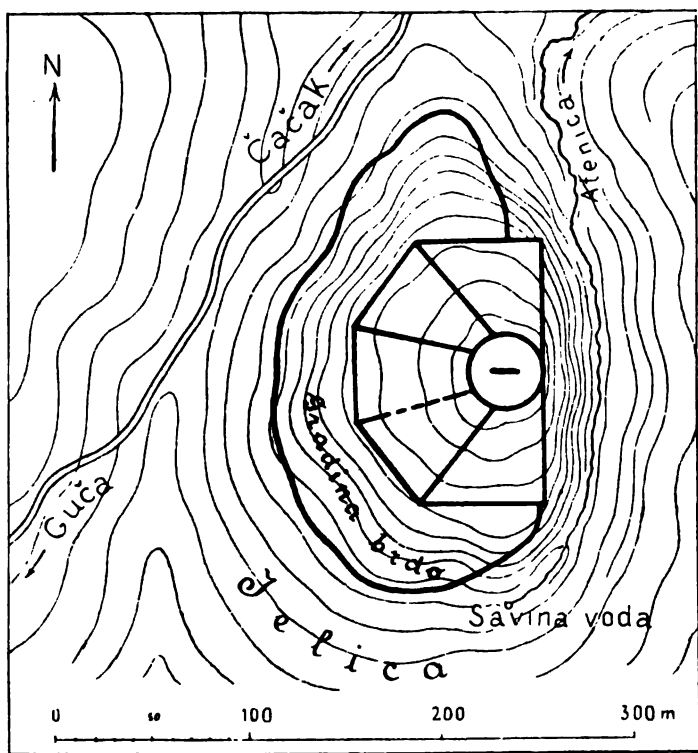 N
Čačak
Atenica
I
Gradina brdo
Guča
Jelica
Savina voda
0 50 100 200 300 m